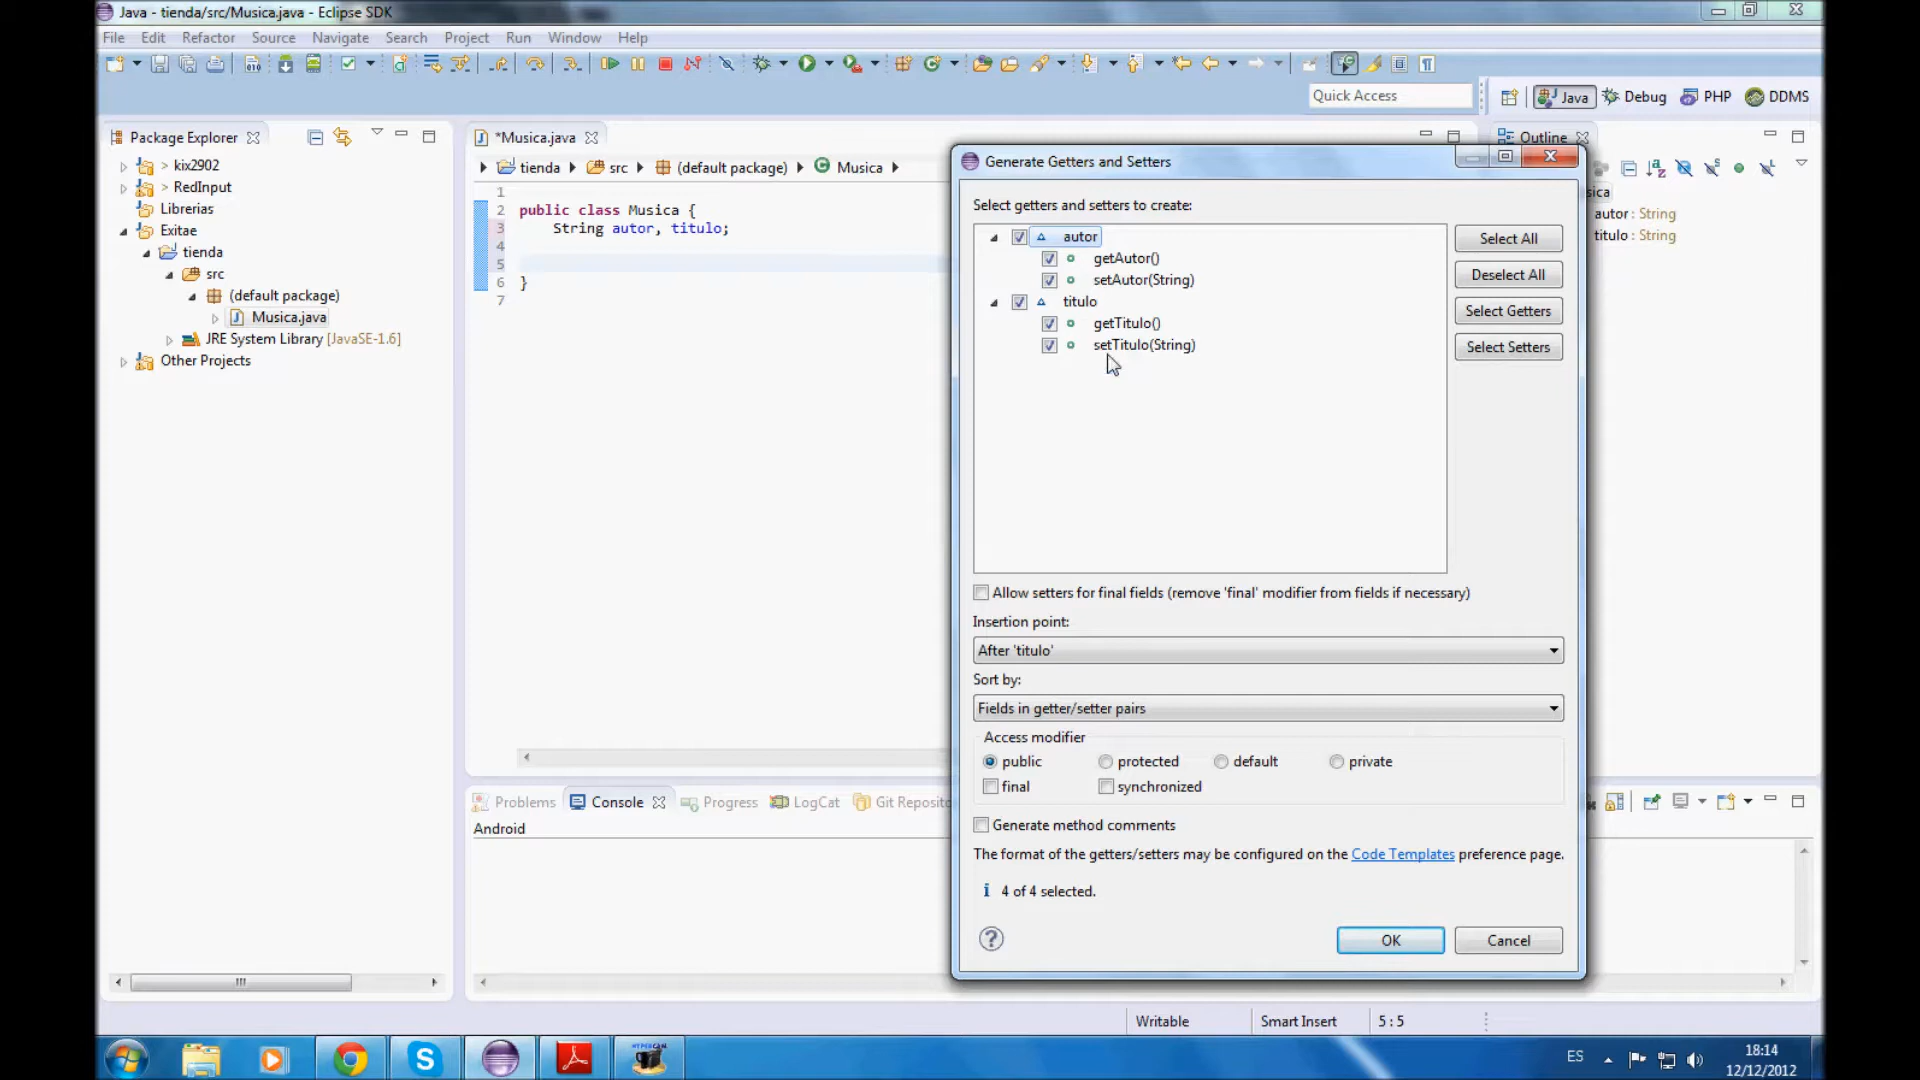 Java - tienda/src/Musica.java - Eclipse SDK
File Edit Refactor Source Navigate Search Project Run Window Help
Quick Access
Java Debug PHP DDMS
Package Explorer
> kix2902
> RedInput
Librerias
Exitae
tienda
src
(default package)
Musica.java
JRE System Library [JavaSE-1.6]
Other Projects
*Musica.java
tienda src (default package) Musica
1
2 public class Musica {
3 String autor, titulo;
4
5
6 }
7
Outline
sica
autor : String
titulo : String
Generate Getters and Setters
Select getters and setters to create:
autor
getAutor()
setAutor(String)
titulo
getTitulo()
setTitulo(String)
Select All
Deselect All
Select Getters
Select Setters
Allow setters for final fields (remove 'final' modifier from fields if necessary)
Insertion point:
After 'titulo'
Sort by:
Fields in getter/setter pairs
Access modifier
public protected default private
final synchronized
Generate method comments
The format of the getters/setters may be configured on the Code Templates preference page.
i 4 of 4 selected.
? OK Cancel
Problems Console Progress LogCat Git Reposito
Android
Writable Smart Insert 5 : 5
ES
18:14
12/12/2012